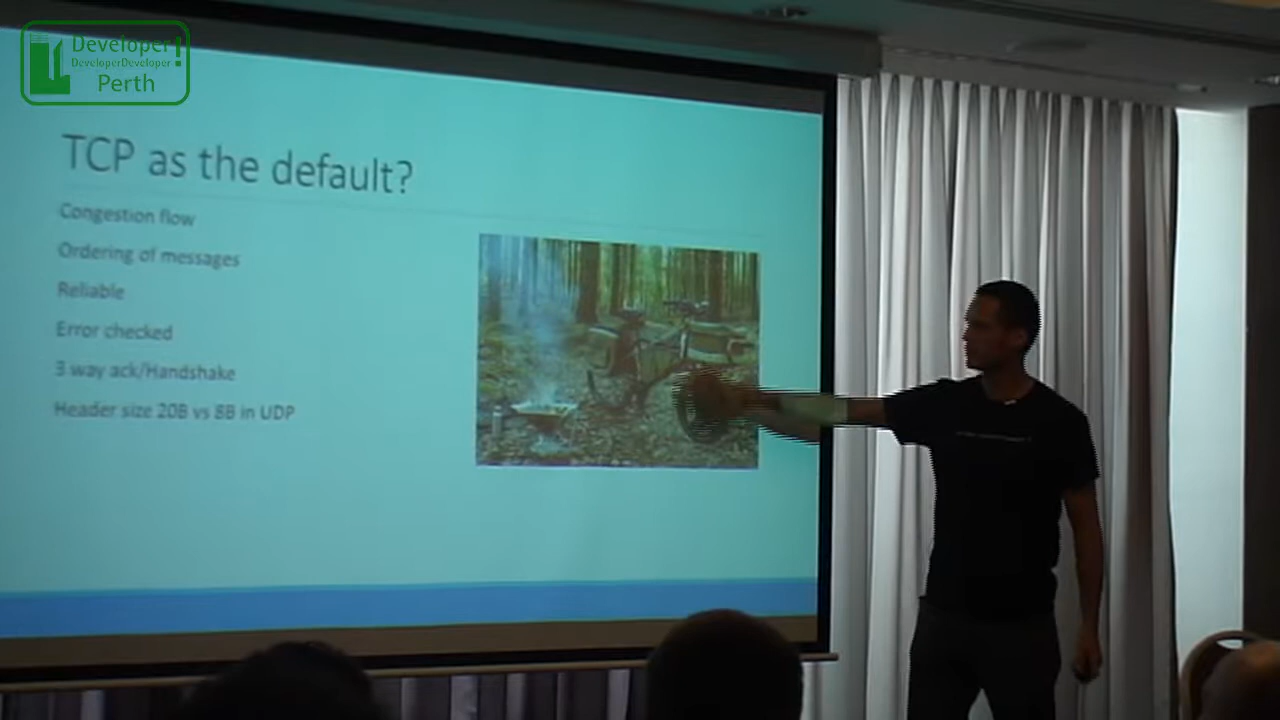 Developer!
DeveloperDeveloper
Perth
TCP as the default?
Congestion flow
Ordering of messages
Reliable
Error checked
3 way ack/Handshake
Header size 20B vs 8B in UDP